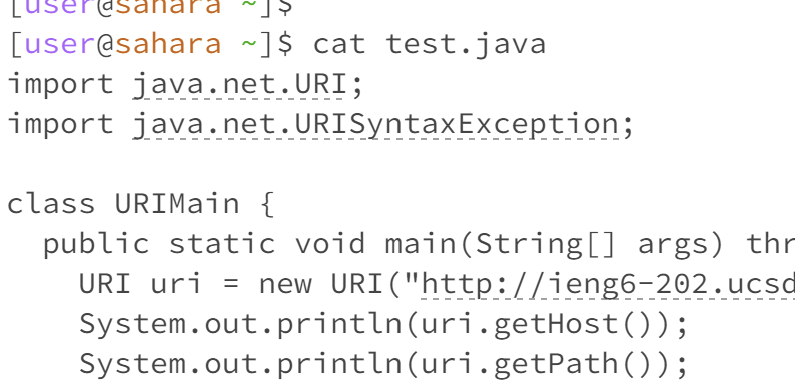 [user@sahara ~]$
[user@sahara ~]$ cat test.java
import java.net.URI;
import java.net.URISyntaxException;
class URIMain {
public static void main(String[] args) thr
URI uri = new URI("http://ieng6-202.ucsd
System.out.println(uri.getHost());
System.out.println(uri.getPath());